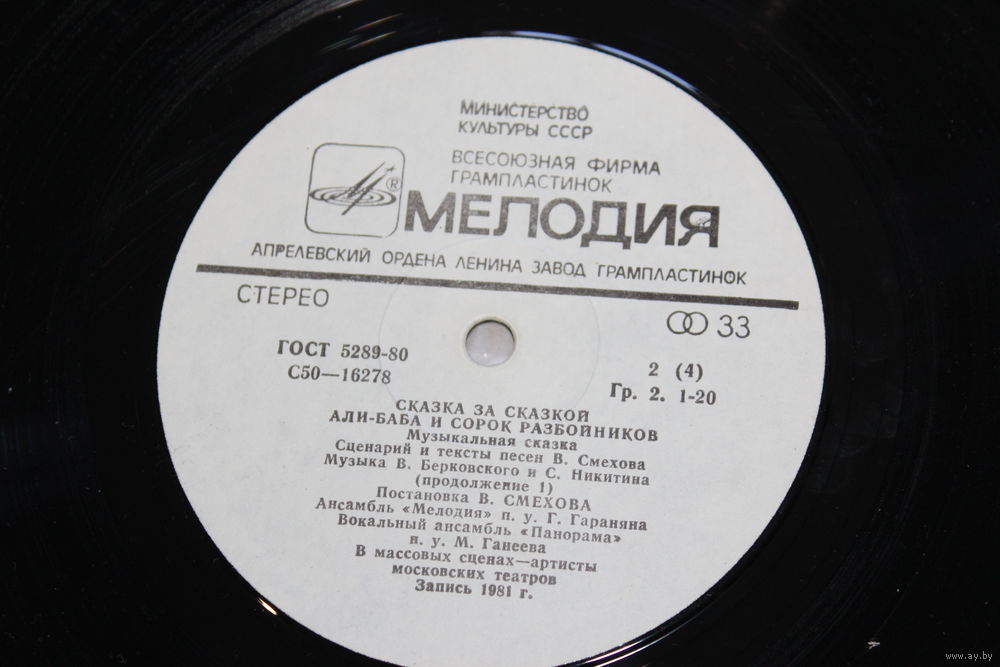 МИНИСТЕРСТВО
КУЛЬТУРЫ СССР
ВСЕСОЮЗНАЯ ФИРМА
ГРАМПЛАСТИНОК
®
МЕЛОДИЯ
АПРЕЛЕВСКИЙ ОРДЕНА ЛЕНИНА ЗАВОД ГРАМПЛАСТИНОК
СТЕРЕО
33
ГОСТ 5289-80
С50—16278
2 (4)
Гр. 2. 1-20
СКАЗКА ЗА СКАЗКОЙ
АЛИ-БАБА И СОРОК РАЗБОЙНИКОВ
Музыкальная сказка
Сценарий и тексты песен В. Смехова
Музыка В. Берковского и С. Никитина
(продолжение 1)
Постановка В. СМЕХОВА
Ансамбль «Мелодия» п. у. Г. Гараняна
Вокальный ансамбль «Панорама»
п. у. М. Ганеева
В массовых сценах—артисты
московских театров
Запись 1981 г.
www.ay.by